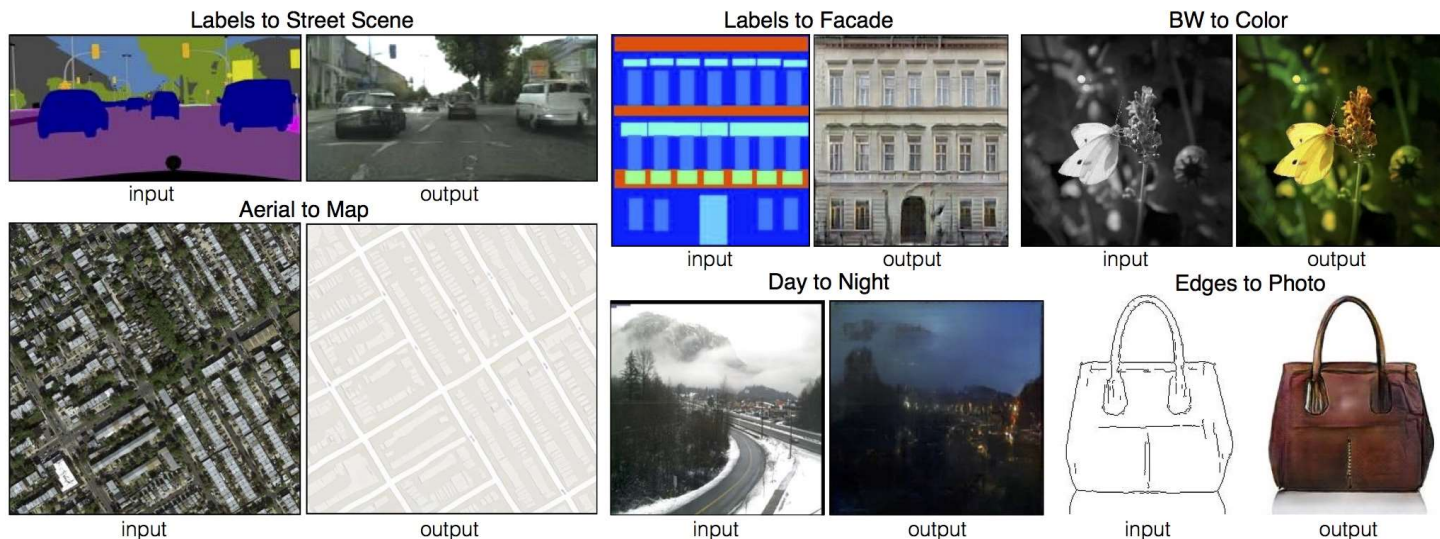 Labels to Street Scene
input
output
Aerial to Map
input
output
Labels to Facade
input
output
BW to Color
input
output
Day to Night
input
output
Edges to Photo
input
output